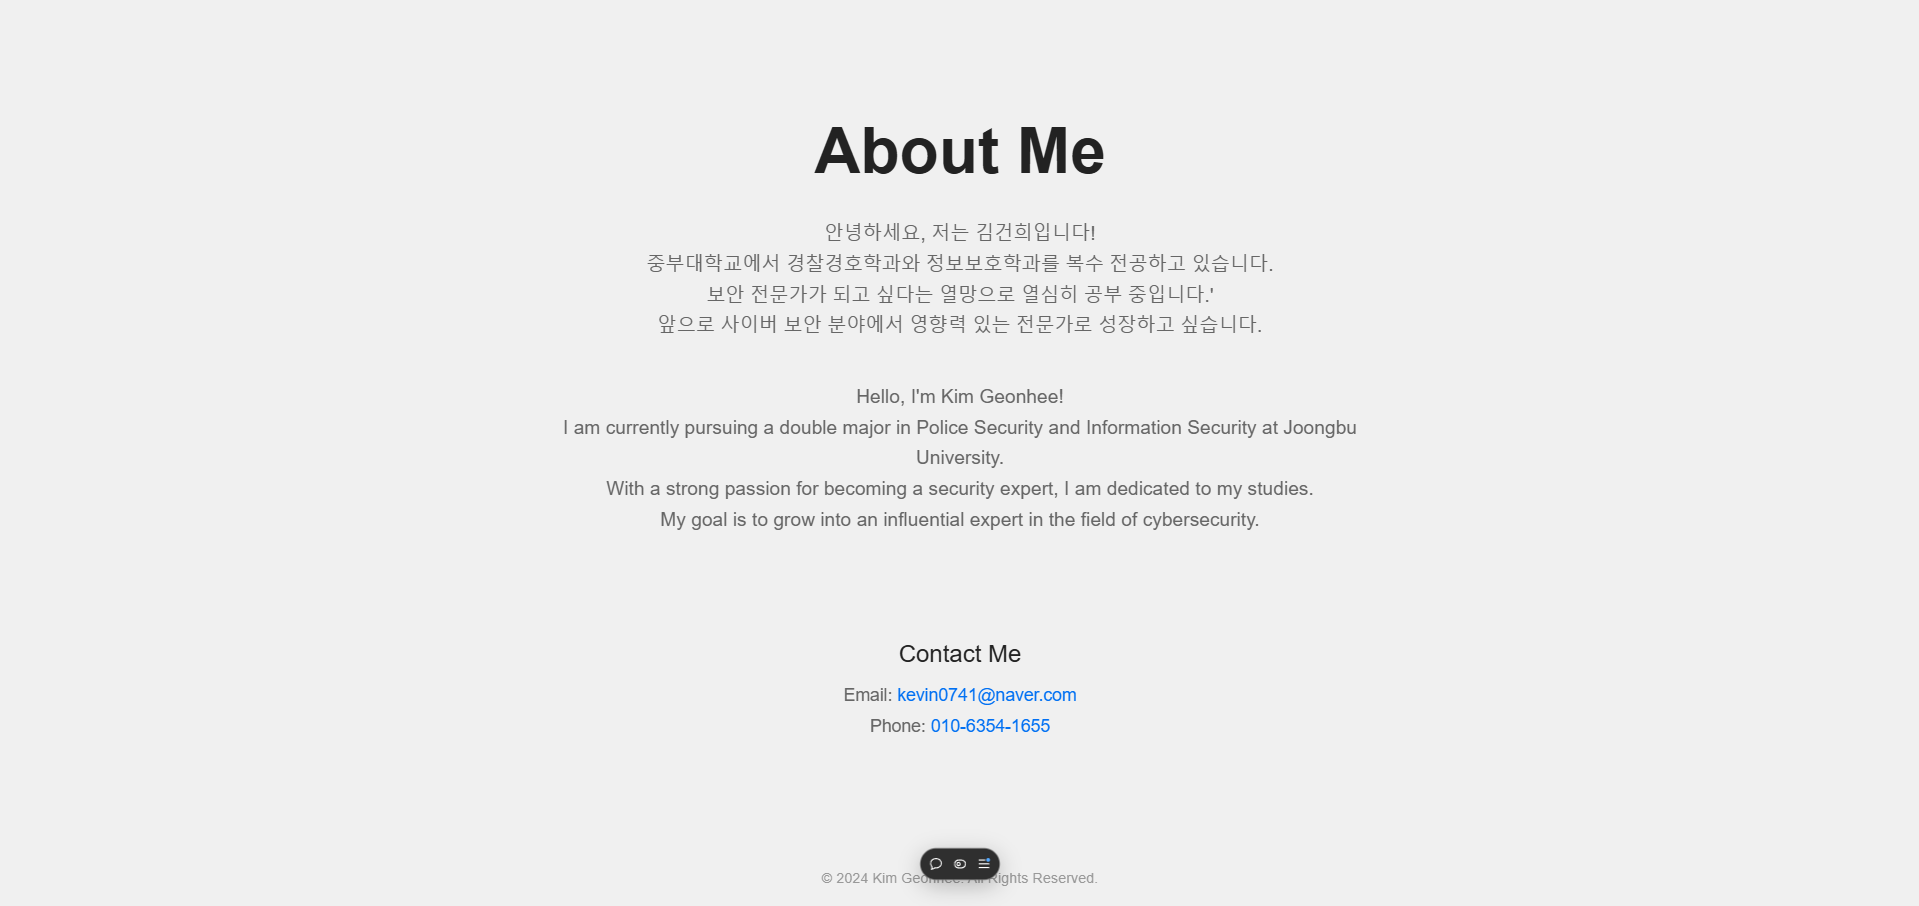 About Me
안녕하세요, 저는 김건희입니다!
중부대학교에서 경찰경호학과와 정보보호학과를 복수 전공하고 있습니다.
보안 전문가가 되고 싶다는 열망으로 열심히 공부 중입니다.'
앞으로 사이버 보안 분야에서 영향력 있는 전문가로 성장하고 싶습니다.
Hello, I'm Kim Geonhee!
I am currently pursuing a double major in Police Security and Information Security at Joongbu
University.
With a strong passion for becoming a security expert, I am dedicated to my studies.
My goal is to grow into an influential expert in the field of cybersecurity.
Contact Me
Email: kevin0741@naver.com
Phone: 010-6354-1655
© 2024 Kim Geonhee. All Rights Reserved.